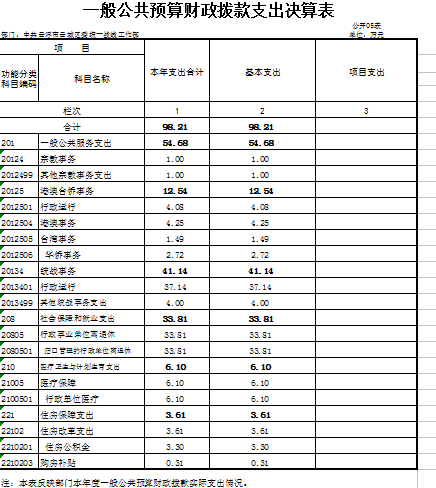 一般公共预算财政拨款支出决算表
公开05表
部门：中共云浮市云城区委统一战线工作部 单位：万元
项 目 本年支出合计 基本支出 项目支出
功能分类科目编码 科目名称
栏次 1 2 3
合计 98.21 98.21
201 一般公共服务支出 54.68 54.68
20124 宗教事务 1.00 1.00
2012499 其他宗教事务支出 1.00 1.00
20125 港澳台侨事务 12.54 12.54
2012501 行政运行 4.08 4.08
2012504 港澳事务 4.25 4.25
2012505 台湾事务 1.49 1.49
2012506 华侨事务 2.72 2.72
20134 统战事务 41.14 41.14
2013401 行政运行 37.14 37.14
2013499 其他统战事务支出 4.00 4.00
208 社会保障和就业支出 33.81 33.81
20805 行政事业单位离退休 33.81 33.81
2080501 归口管理的行政单位离退休 33.81 33.81
210 医疗卫生与计划生育支出 6.10 6.10
21005 医疗保障 6.10 6.10
2100501 行政单位医疗 6.10 6.10
221 住房保障支出 3.61 3.61
22102 住房改革支出 3.61 3.61
2210201 住房公积金 3.30 3.30
2210203 购房补贴 0.31 0.31
注：本表反映部门本年度一般公共预算财政拨款实际支出情况。